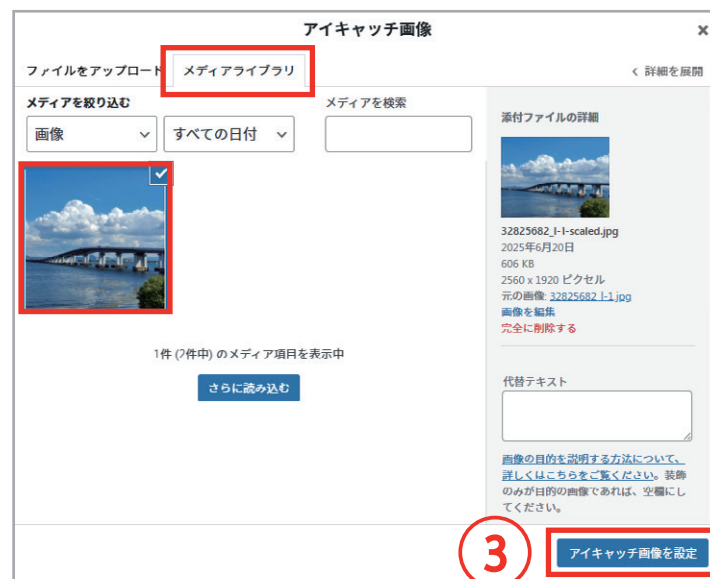 アイキャッチ画像
×
ファイルをアップロード
メディアライブラリ
< 詳細を展開
メディアを絞り込む
画像
すべての日付
メディアを検索
添付ファイルの詳細
32825682_l-1-scaled.jpg
2025年6月20日
606 KB
2560 x 1920 ピクセル
元の画像: 32825682_l-1.jpg
画像を編集
完全に削除する
1件 (2件中) のメディア項目を表示中
さらに読み込む
代替テキスト
画像の目的を説明する方法について、
詳しくはこちらをご覧ください。装飾
のみが目的の画像であれば、空欄にし
てください。
③
アイキャッチ画像を設定